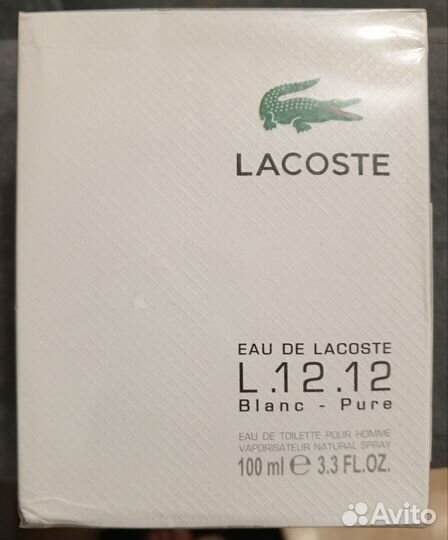 LACOSTE
EAU DE LACOSTE
L.12.12
Blanc - Pure
EAU DE TOILETTE POUR HOMME
VAPORISATEUR NATURAL SPRAY
100 ml ℮ 3.3 FL.OZ.
Avito